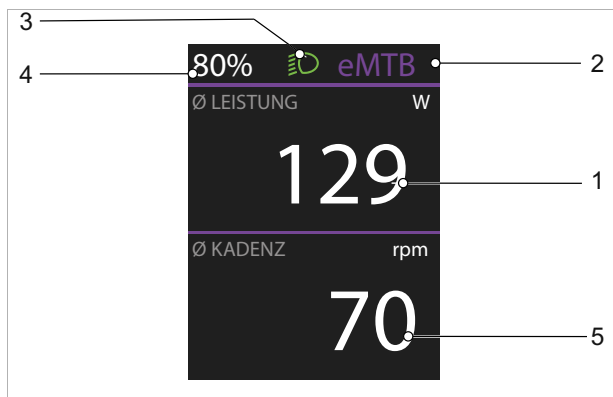 3
80% eMTB 2
4
Ø LEISTUNG W
129 1
Ø KADENZ rpm
70 5